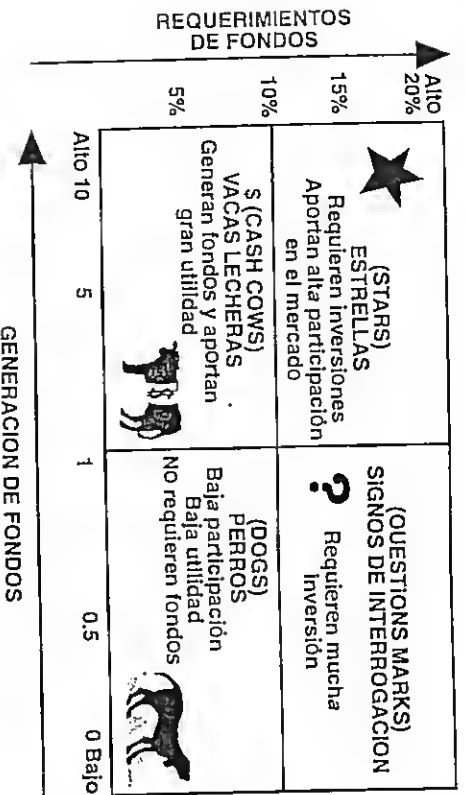 REQUERIMIENTOS
DE FONDOS
Alto
20%
15%
10%
5%
(STARS)
ESTRELLAS
Requieren inversiones
Aportan alta participación
en el mercado
(QUESTIONS MARKS)
SIGNOS DE INTERROGACION
?
Requieren mucha
inversión
$ (CASH COWS)
VACAS LECHERAS
Generan fondos y aportan
gran utilidad
$
(DOGS)
PERROS
Baja participación
Baja utilidad
No requieren fondos
Alto 10
5
1
0.5
0 Bajo
GENERACION DE FONDOS